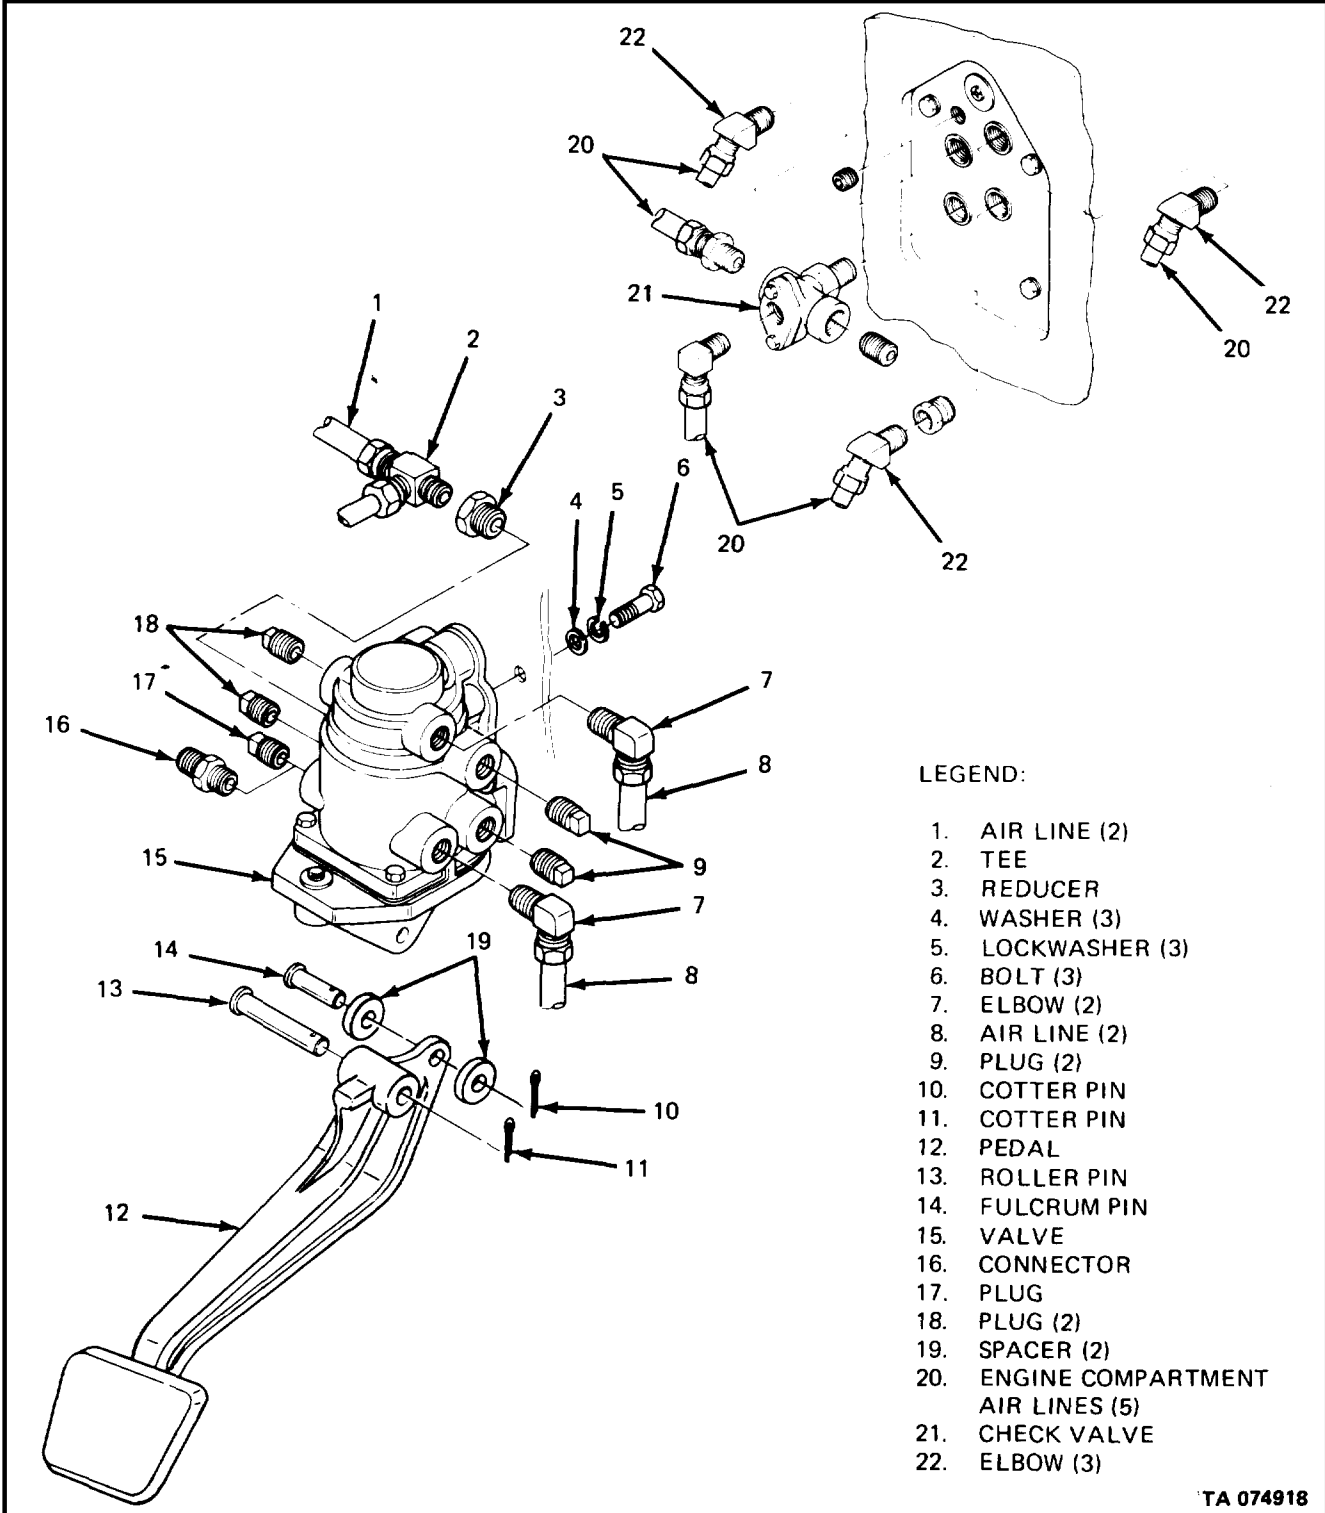 22
20
21
22
20
1
2
3
6
5
4
20
22
18
17
16
7
8
15
9
7
19
14
13
8
10
11
12
LEGEND:
1. AIR LINE (2)
2. TEE
3. REDUCER
4. WASHER (3)
5. LOCKWASHER (3)
6. BOLT (3)
7. ELBOW (2)
8. AIR LINE (2)
9. PLUG (2)
10. COTTER PIN
11. COTTER PIN
12. PEDAL
13. ROLLER PIN
14. FULCRUM PIN
15. VALVE
16. CONNECTOR
17. PLUG
18. PLUG (2)
19. SPACER (2)
20. ENGINE COMPARTMENT
AIR LINES (5)
21. CHECK VALVE
22. ELBOW (3)
TA 074918